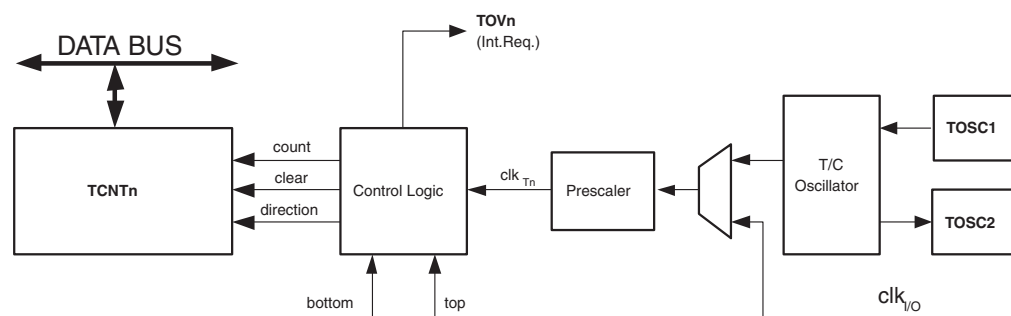 TOVn
(Int.Req.)
DATA BUS
TCNTn
count
clear
direction
Control Logic
clk Tn
Prescaler
T/C
Oscillator
TOSC1
TOSC2
bottom
top
clk I/O